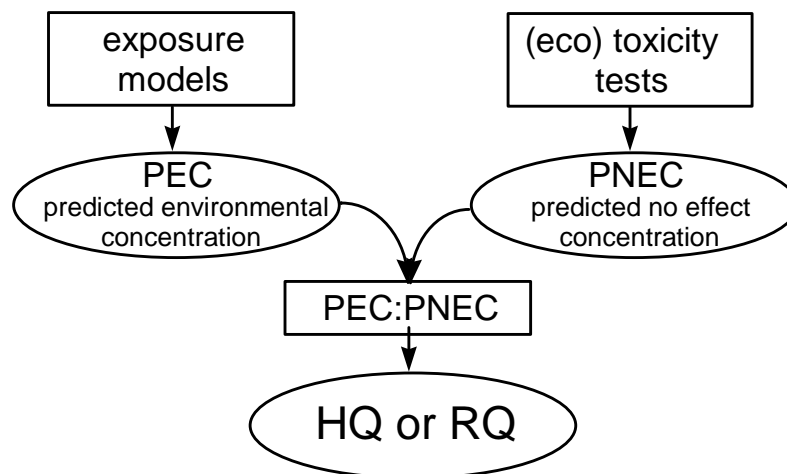 exposure
models
(eco) toxicity
tests
PEC
predicted environmental
concentration
PNEC
predicted no effect
concentration
PEC:PNEC
HQ or RQ